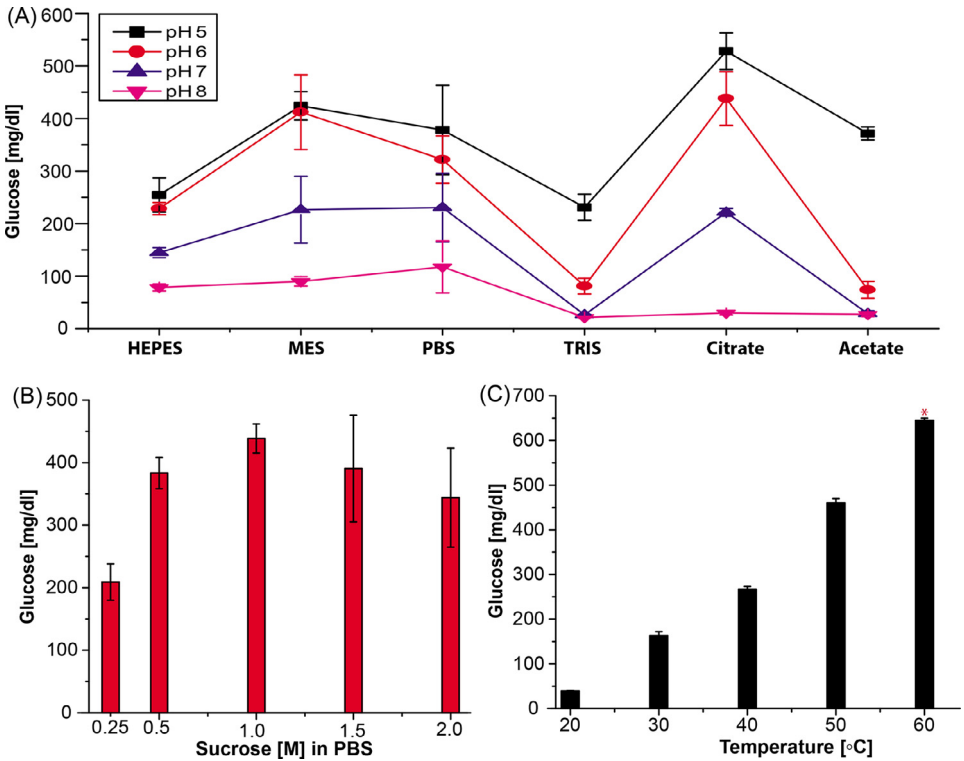 (A)
600
500
400
300
200
100
0
Glucose [mg/dl]
pH 5
pH 6
pH 7
pH 8
HEPES MES PBS TRIS Citrate Acetate
(B)
500
400
300
200
100
0
Glucose [mg/dl]
0.25 0.5 1.0 1.5 2.0
Sucrose [M] in PBS
(C)
700
600
500
400
300
200
100
0
Glucose [mg/dl]
*
20 30 40 50 60
Temperature [◦C]